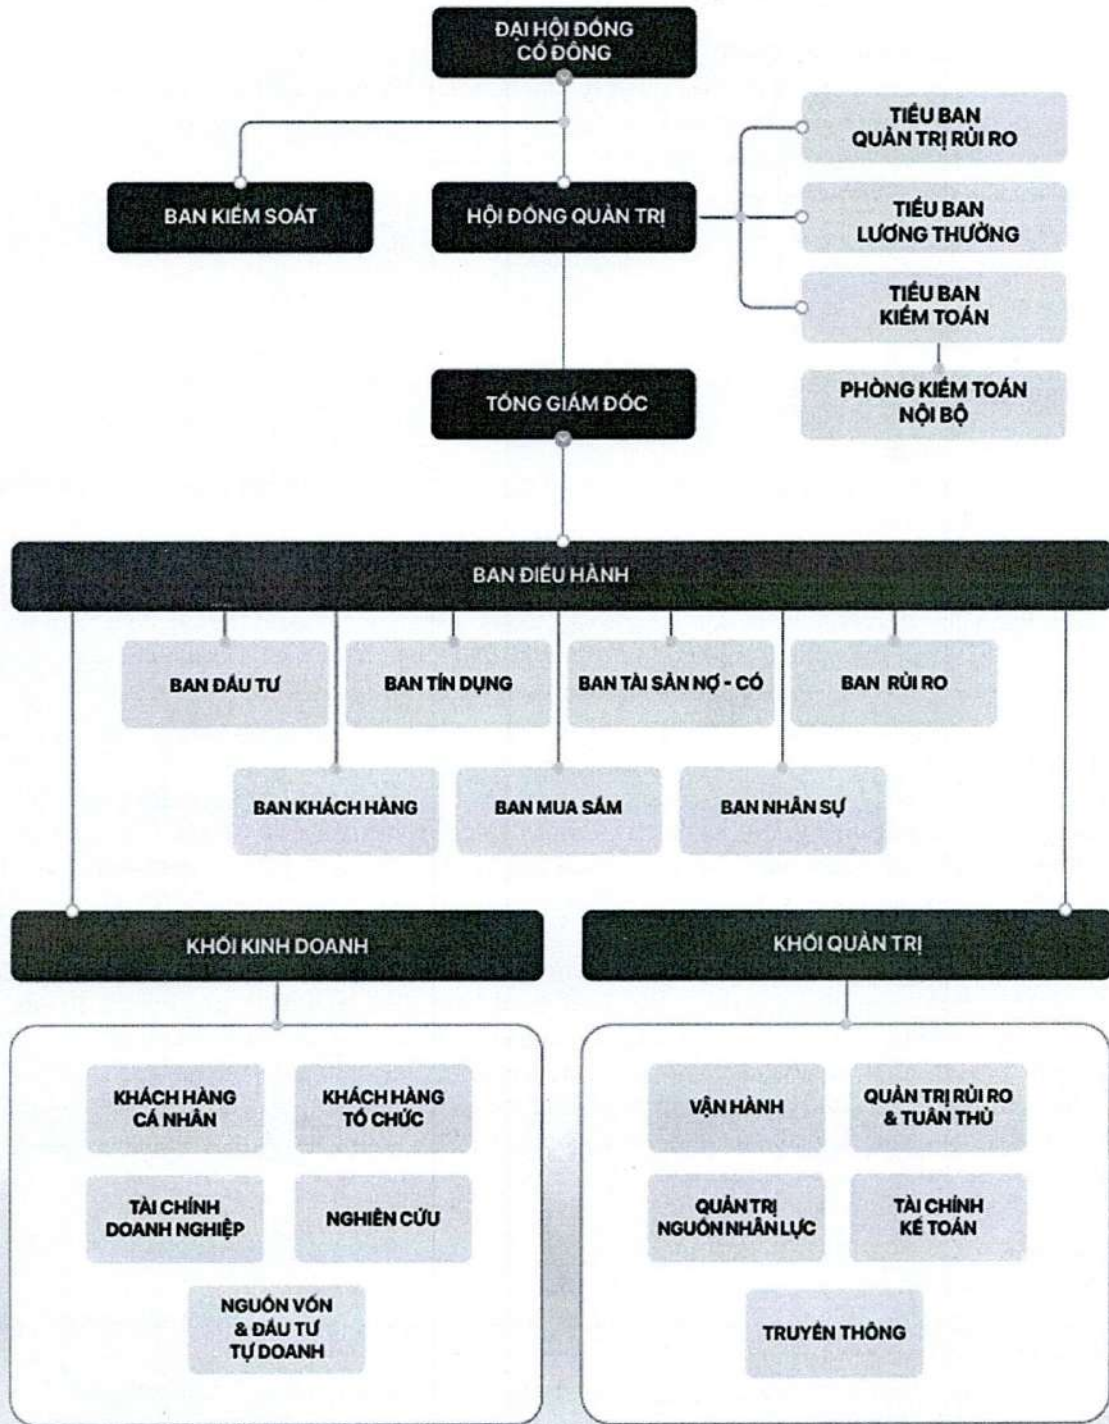 ĐẠI HỘI ĐỒNG
CỔ ĐÔNG
TIỂU BAN
QUẢN TRỊ RỦI RO
BAN KIỂM SOÁT
HỘI ĐỒNG QUẢN TRỊ
TIỂU BAN
LƯƠNG THƯỞNG
TIỂU BAN
KIỂM TOÁN
TỔNG GIÁM ĐỐC
PHÒNG KIỂM TOÁN
NỘI BỘ
BAN ĐIỀU HÀNH
BAN ĐẦU TƯ
BAN TÍN DỤNG
BAN TÀI SẢN NỢ - CÓ
BAN RỦI RO
BAN KHÁCH HÀNG
BAN MUA SẮM
BAN NHÂN SỰ
KHỐI KINH DOANH
KHÁCH HÀNG
CÁ NHÂN
KHÁCH HÀNG
TỔ CHỨC
TÀI CHÍNH
DOANH NGHIỆP
NGHIÊN CỨU
NGUỒN VỐN
& ĐẦU TƯ
TỰ DOANH
KHỐI QUẢN TRỊ
VẬN HÀNH
QUẢN TRỊ RỦI RO
& TUÂN THỦ
QUẢN TRỊ
NGUỒN NHÂN LỰC
TÀI CHÍNH
KẾ TOÁN
TRUYỀN THÔNG